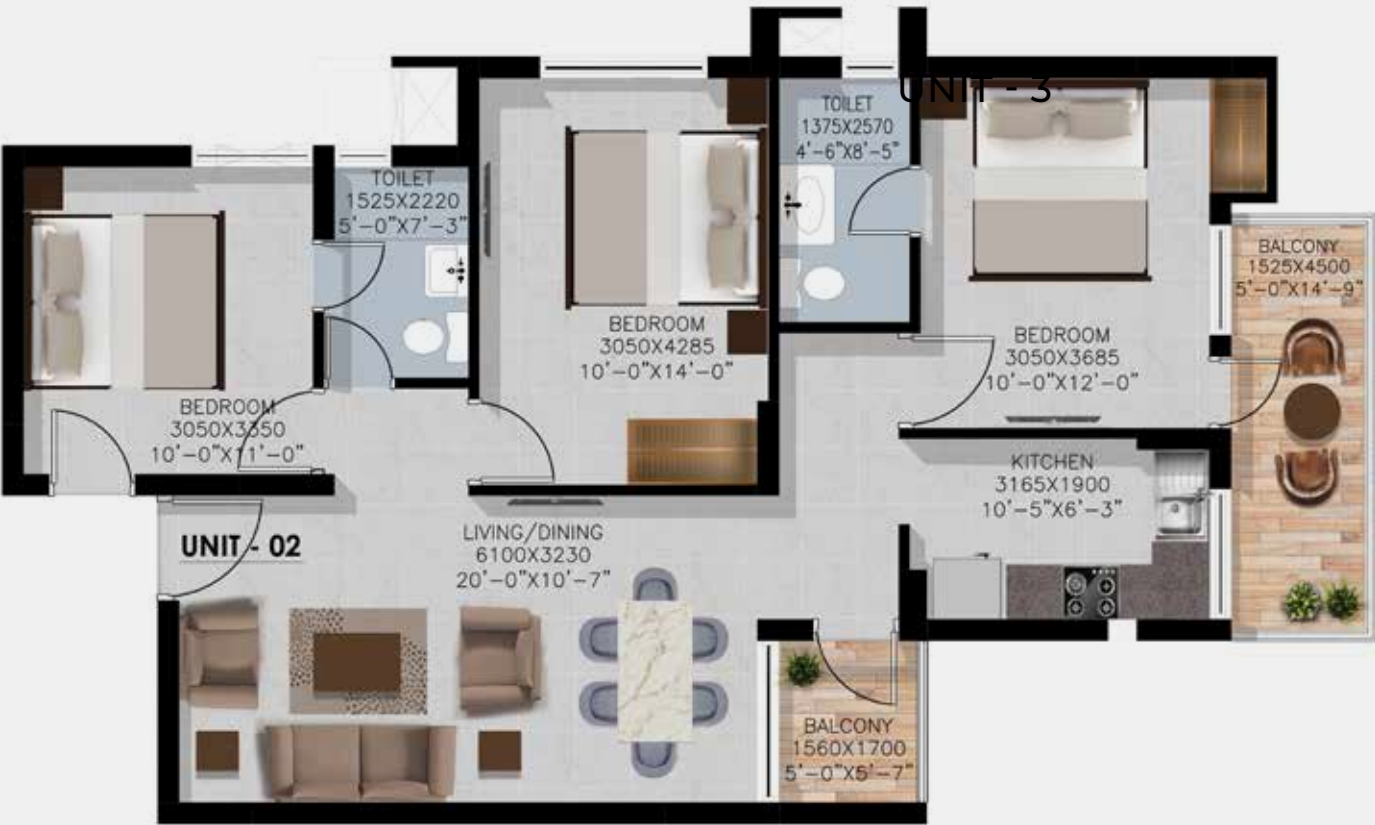 UNIT - 3
TOILET
1375X2570
4'-6"X8'-5"
TOILET
1525X2220
5'-0"X7'-3"
BALCONY
1525X4500
5'-0"X14'-9"
BEDROOM
3050X4285
10'-0"X14'-0"
BEDROOM
3050X3685
10'-0"X12'-0"
BEDROOM
3050X3350
10'-0"X11'-0"
KITCHEN
3165X1900
10'-5"X6'-3"
UNIT - 02
LIVING/DINING
6100X3230
20'-0"X10'-7"
BALCONY
1560X1700
5'-0"X5'-7"